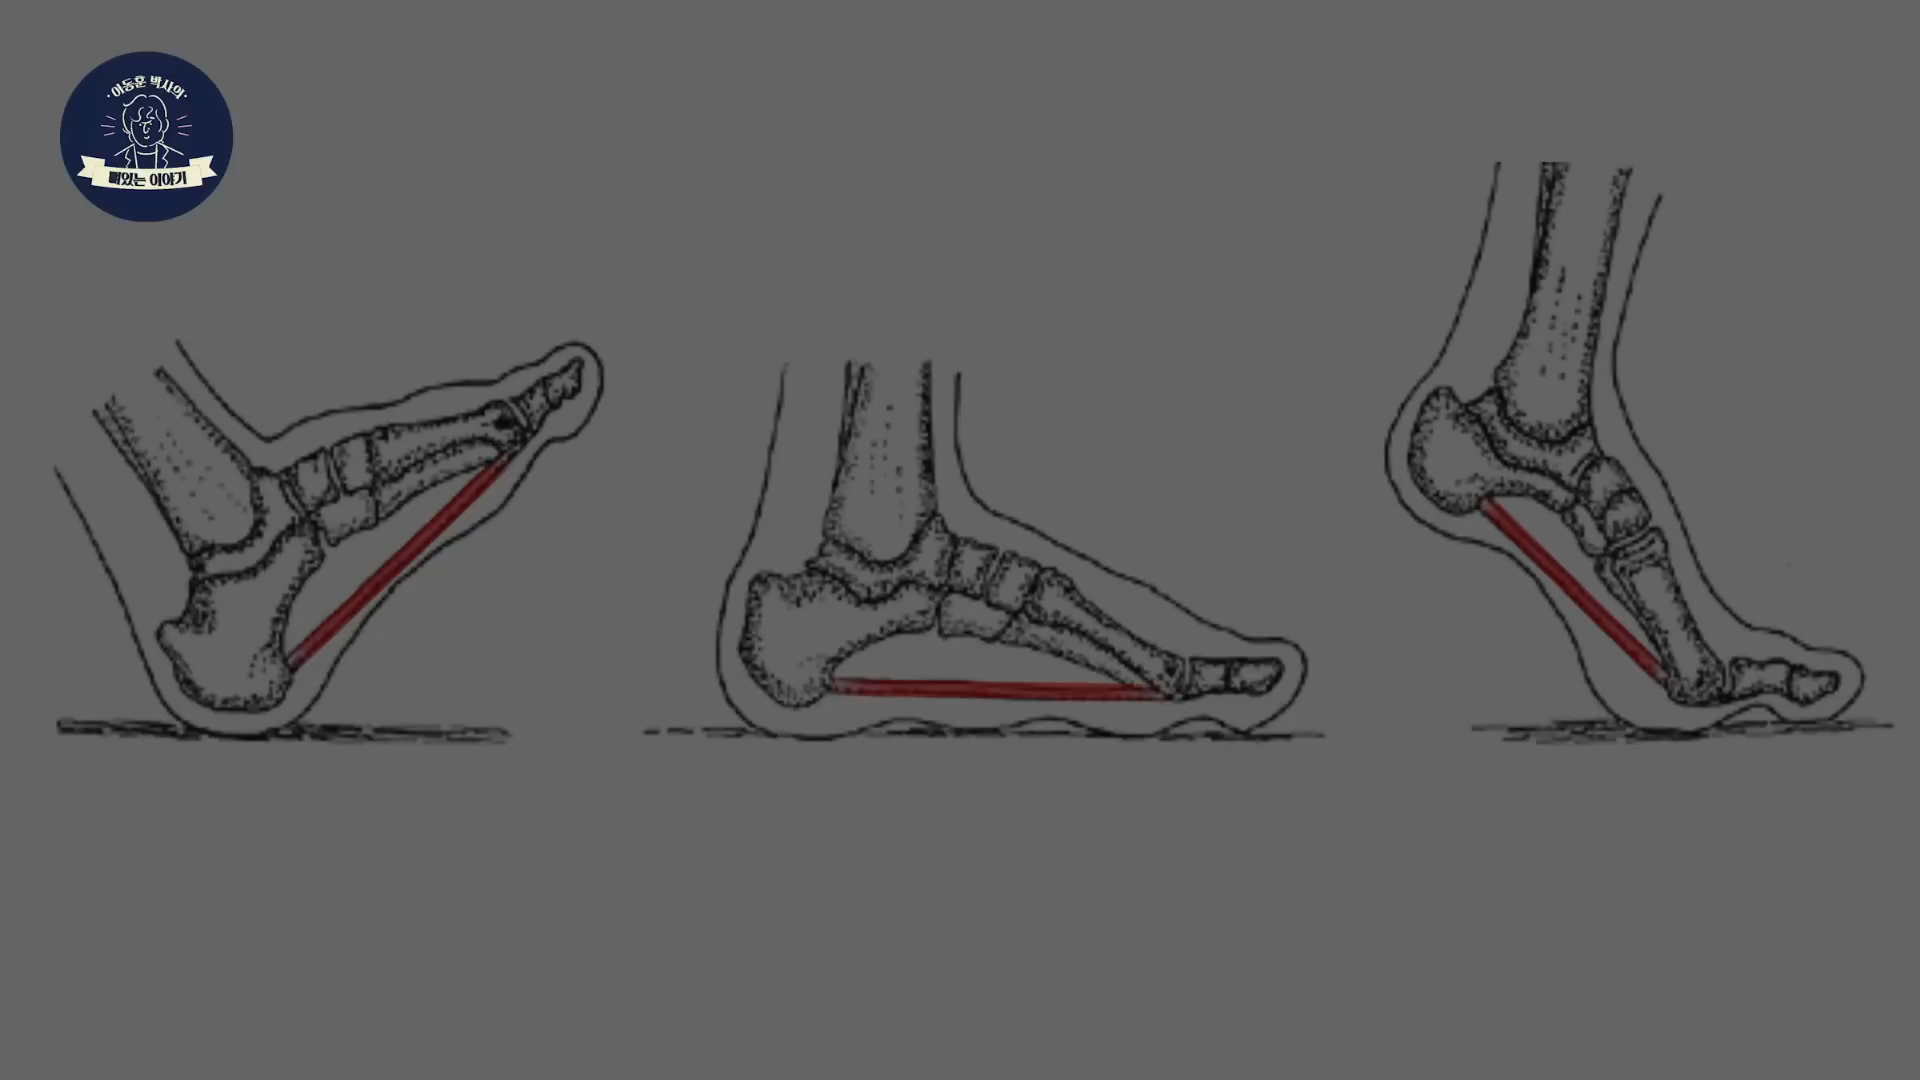 · 이동훈 박사의 ·
뼈있는 이야기